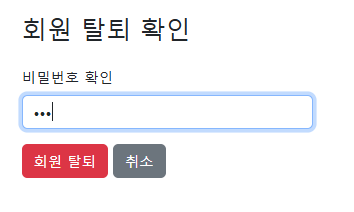 회원 탈퇴 확인
비밀번호 확인
•••
회원 탈퇴 취소